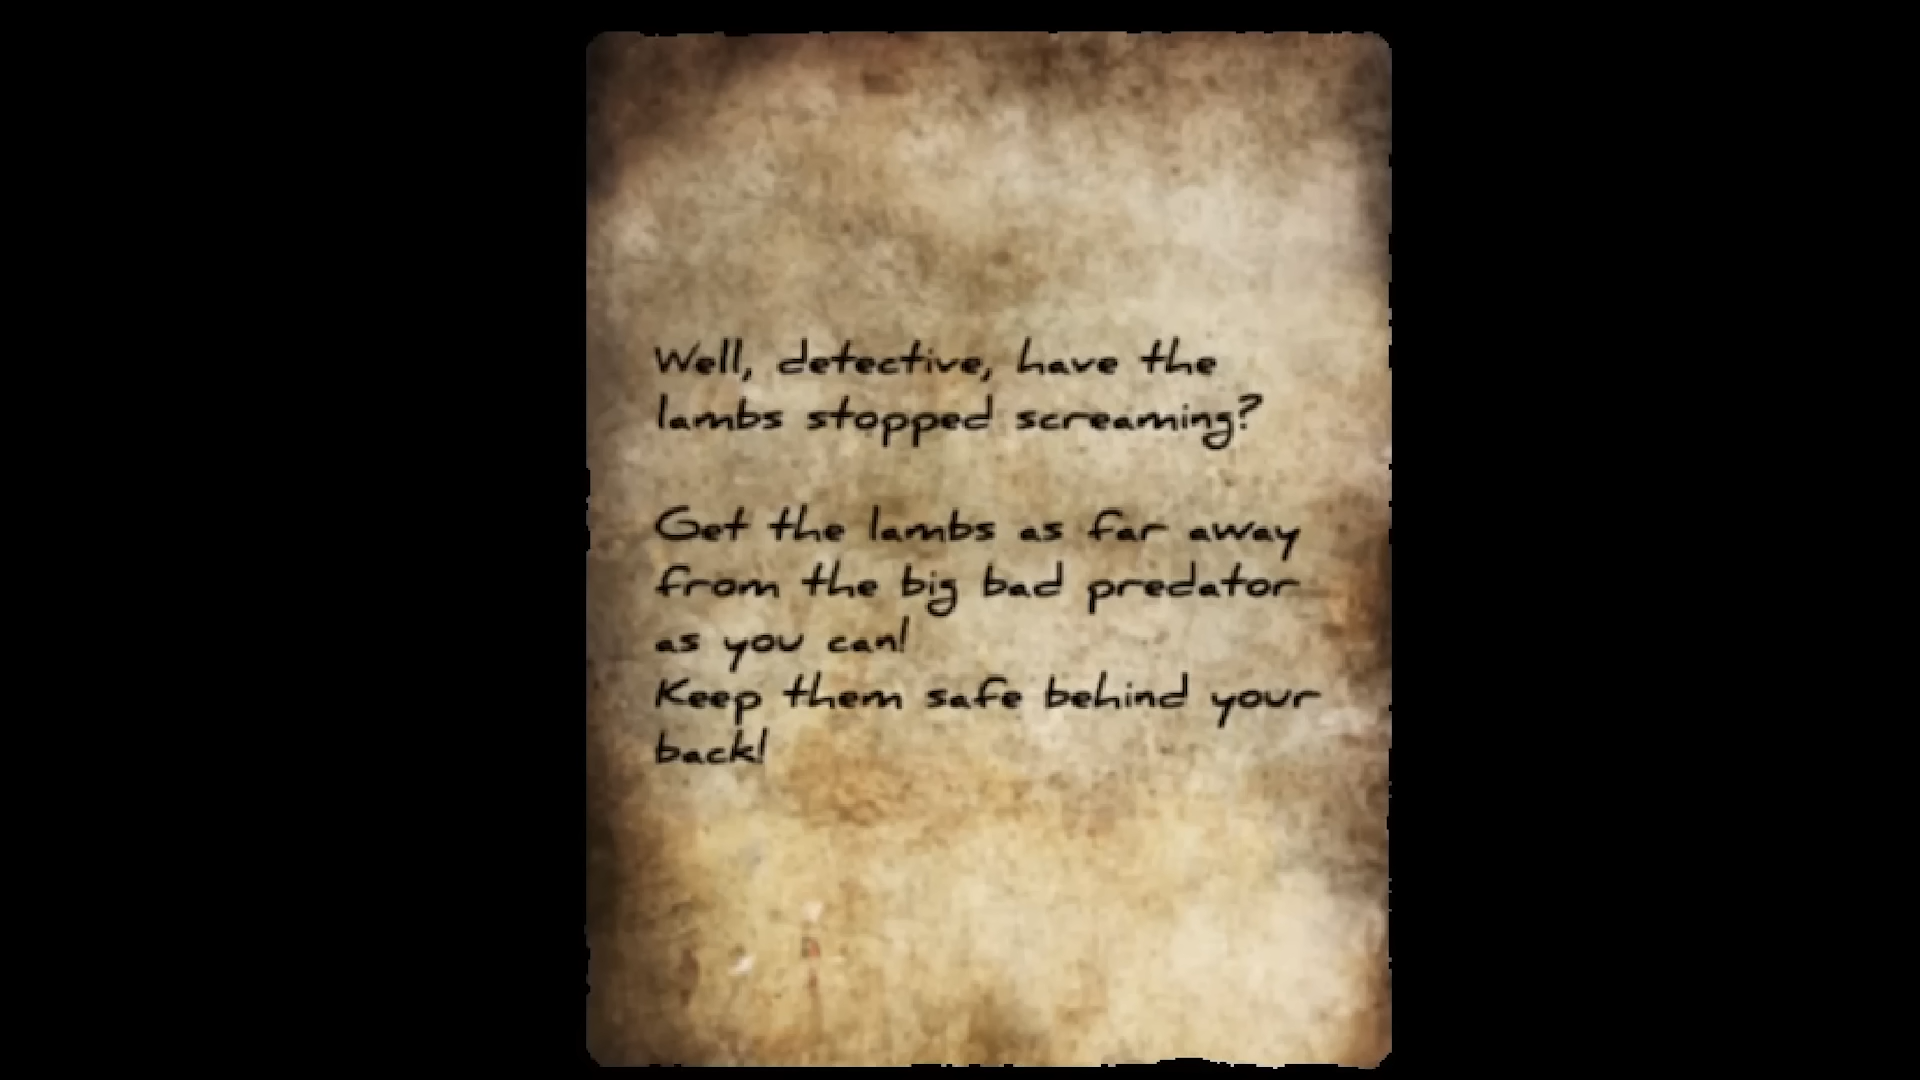 Well, detective, have the
lambs stopped screaming?
Get the lambs as far away
from the big bad predator
as you can!
Keep them safe behind your
back!